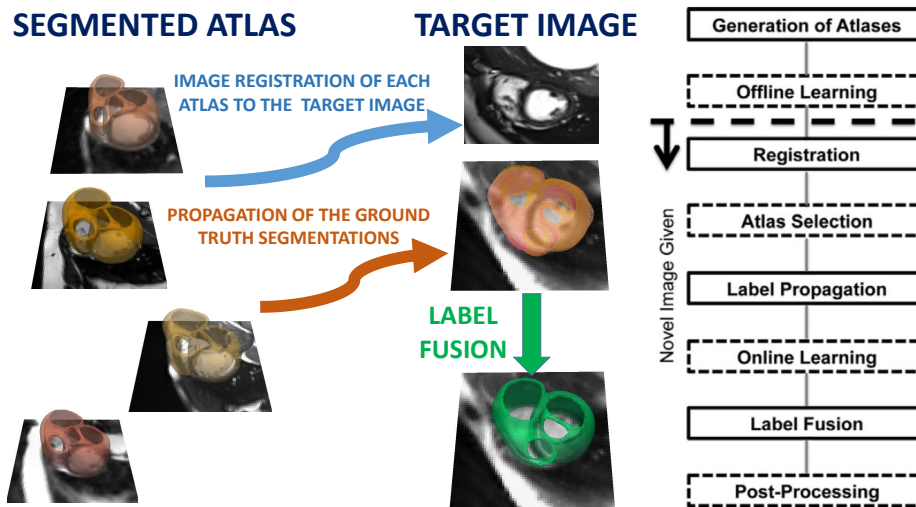 SEGMENTED ATLAS
TARGET IMAGE
IMAGE REGISTRATION OF EACH
ATLAS TO THE TARGET IMAGE
PROPAGATION OF THE GROUND
TRUTH SEGMENTATIONS
LABEL
FUSION
Generation of Atlases
Offline Learning
Novel Image Given
Registration
Atlas Selection
Label Propagation
Online Learning
Label Fusion
Post-Processing